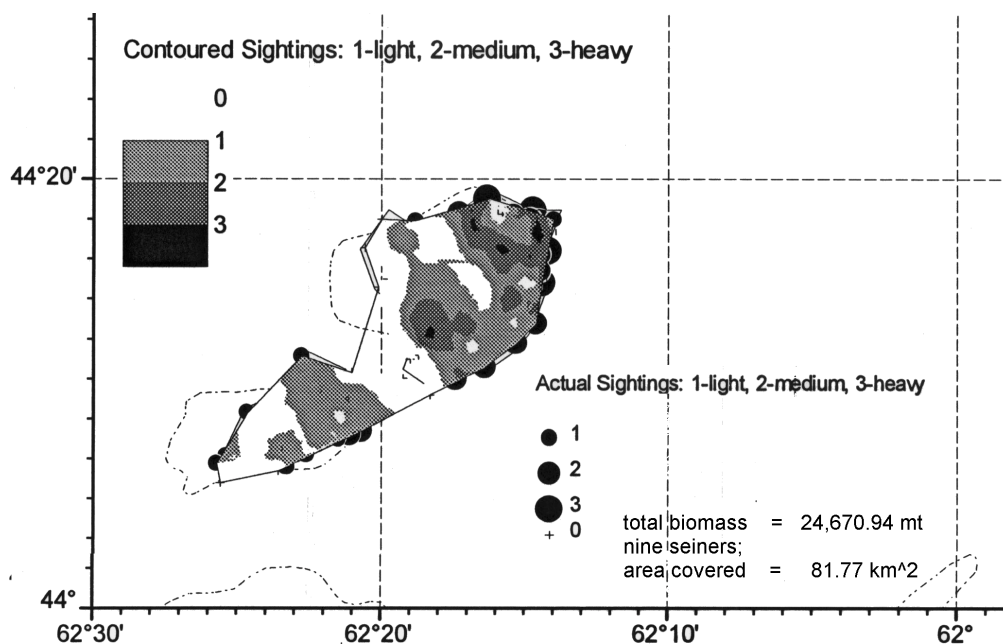 Contoured Sightings: 1-light, 2-medium, 3-heavy
0
1
2
3
44°20'
Actual Sightings: 1-light, 2-medium, 3-heavy
1
2
3
0
total biomass = 24,670.94 mt
nine seiners;
area covered = 81.77 km^2
44°
62°30' 62°20' 62°10' 62°